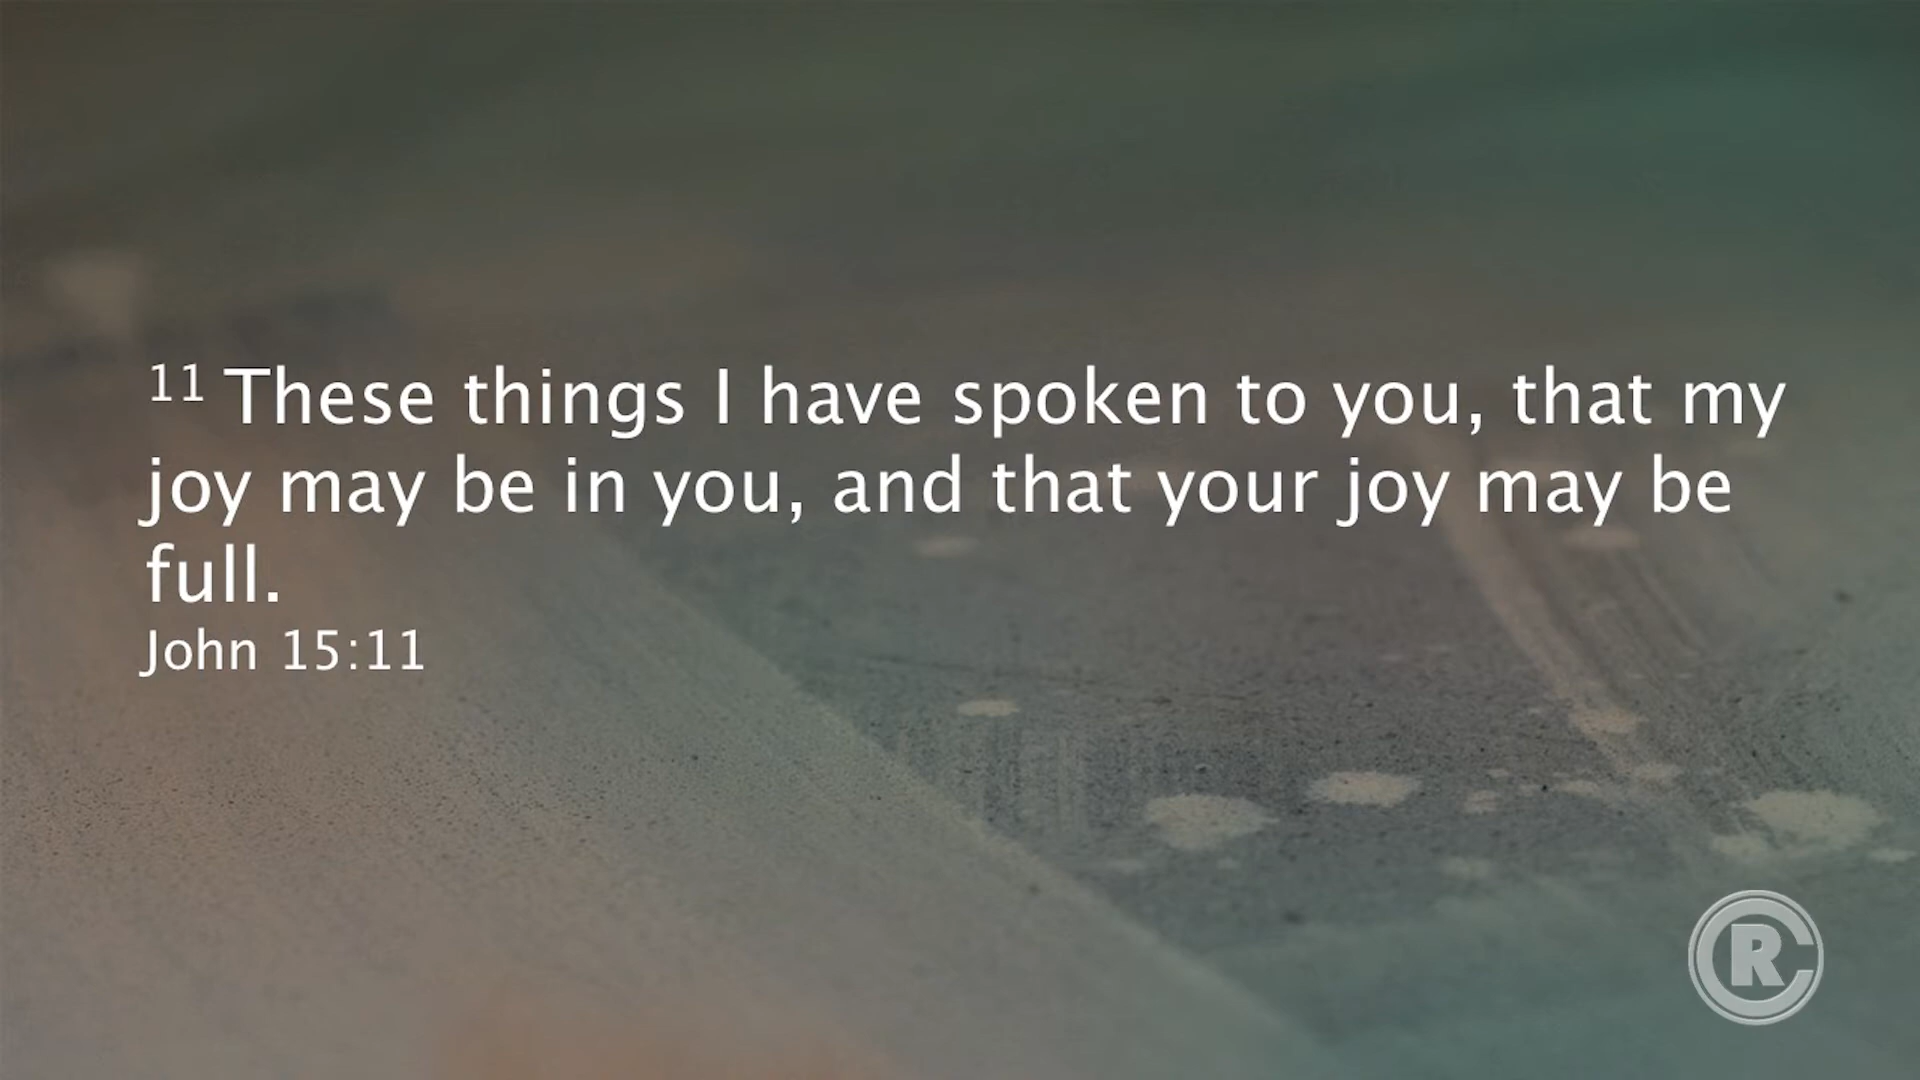 11 These things I have spoken to you, that my
joy may be in you, and that your joy may be
full.
John 15:11
RC